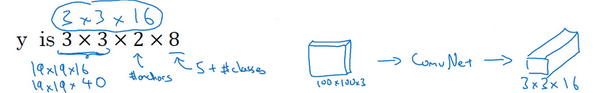 3 × 3 × 16
y is 3 × 3 × 2 × 8
19×19×16
19×19×40
#anchors
5 + #classes
100×100×3
→ ConvNet →
3×3×16